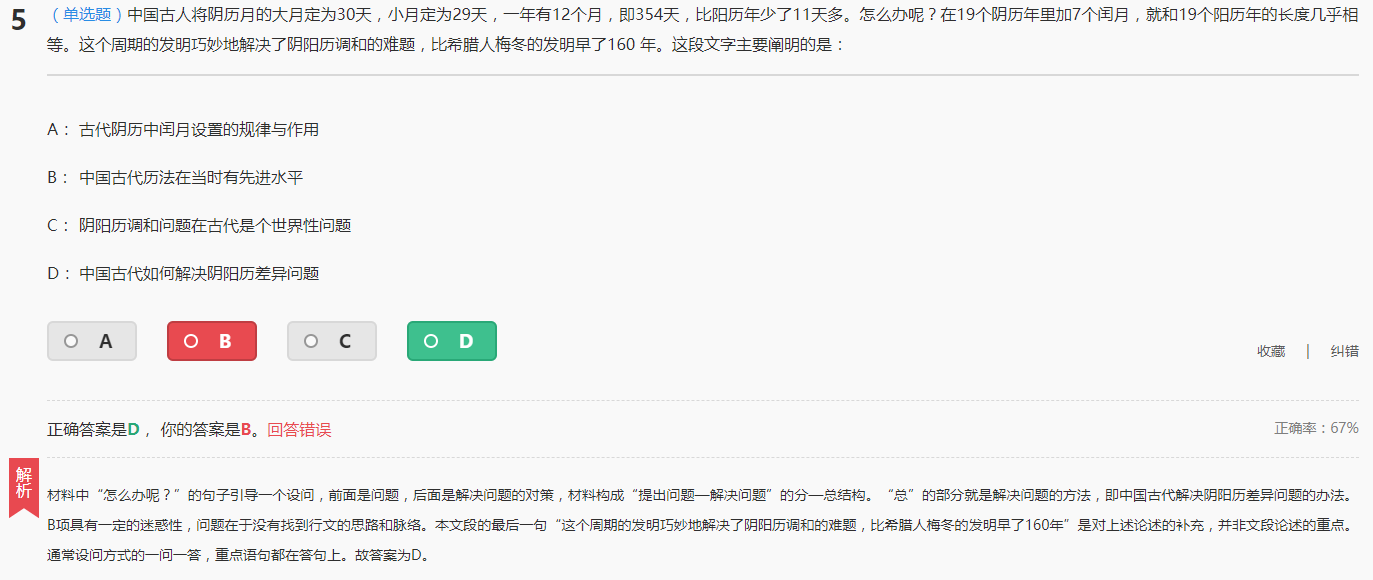 5
（单选题）中国古人将阴历月的大月定为30天，小月定为29天，一年有12个月，即354天，比阳历年少了11天多。怎么办呢？在19个阴历年里加7个闰月，就和19个阳历年的长度几乎相
等。这个周期的发明巧妙地解决了阴阳历调和的难题，比希腊人梅冬的发明早了160 年。这段文字主要阐明的是：
A： 古代阴历中闰月设置的规律与作用
B： 中国古代历法在当时有先进水平
C： 阴阳历调和问题在古代是个世界性问题
D： 中国古代如何解决阴阳历差异问题
A B C D
收藏 | 纠错
正确答案是D， 你的答案是B。回答错误
正确率：67%
解析
材料中“怎么办呢？”的句子引导一个设问，前面是问题，后面是解决问题的对策，材料构成“提出问题—解决问题”的分—总结构。“总”的部分就是解决问题的方法，即中国古代解决阴阳历差异问题的办法。
B项具有一定的迷惑性，问题在于没有找到行文的思路和脉络。本文段的最后一句“这个周期的发明巧妙地解决了阴阳历调和的难题，比希腊人梅冬的发明早了160年”是对上述论述的补充，并非文段论述的重点。
通常设问方式的一问一答，重点语句都在答句上。故答案为D。